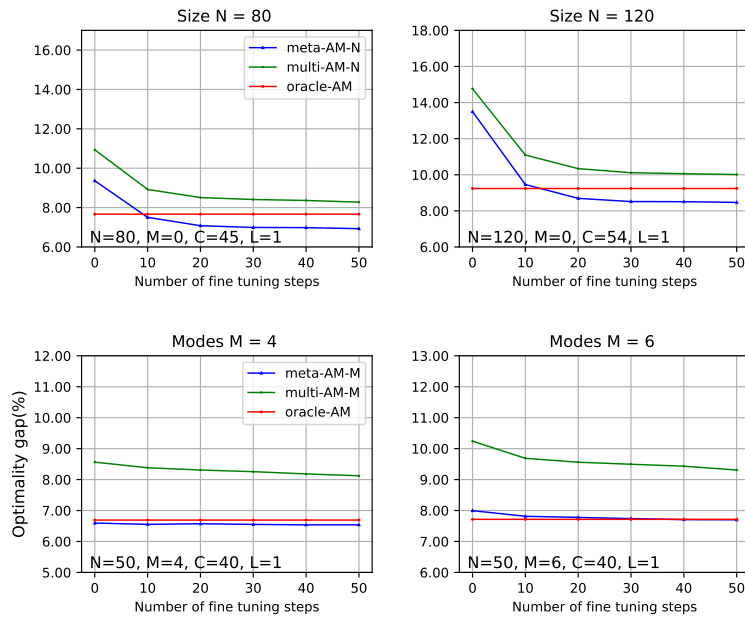 Size N = 80
16.00
14.00
12.00
10.00
8.00
6.00
meta-AM-N
multi-AM-N
oracle-AM
N=80, M=0, C=45, L=1
0 10 20 30 40 50
Number of fine tuning steps
Size N = 120
18.00
16.00
14.00
12.00
10.00
8.00
6.00
N=120, M=0, C=54, L=1
0 10 20 30 40 50
Number of fine tuning steps
Modes M = 4
Optimality gap(%)
12.00
11.00
10.00
9.00
8.00
7.00
6.00
5.00
meta-AM-M
multi-AM-M
oracle-AM
N=50, M=4, C=40, L=1
0 10 20 30 40 50
Number of fine tuning steps
Modes M = 6
13.00
12.00
11.00
10.00
9.00
8.00
7.00
6.00
N=50, M=6, C=40, L=1
0 10 20 30 40 50
Number of fine tuning steps